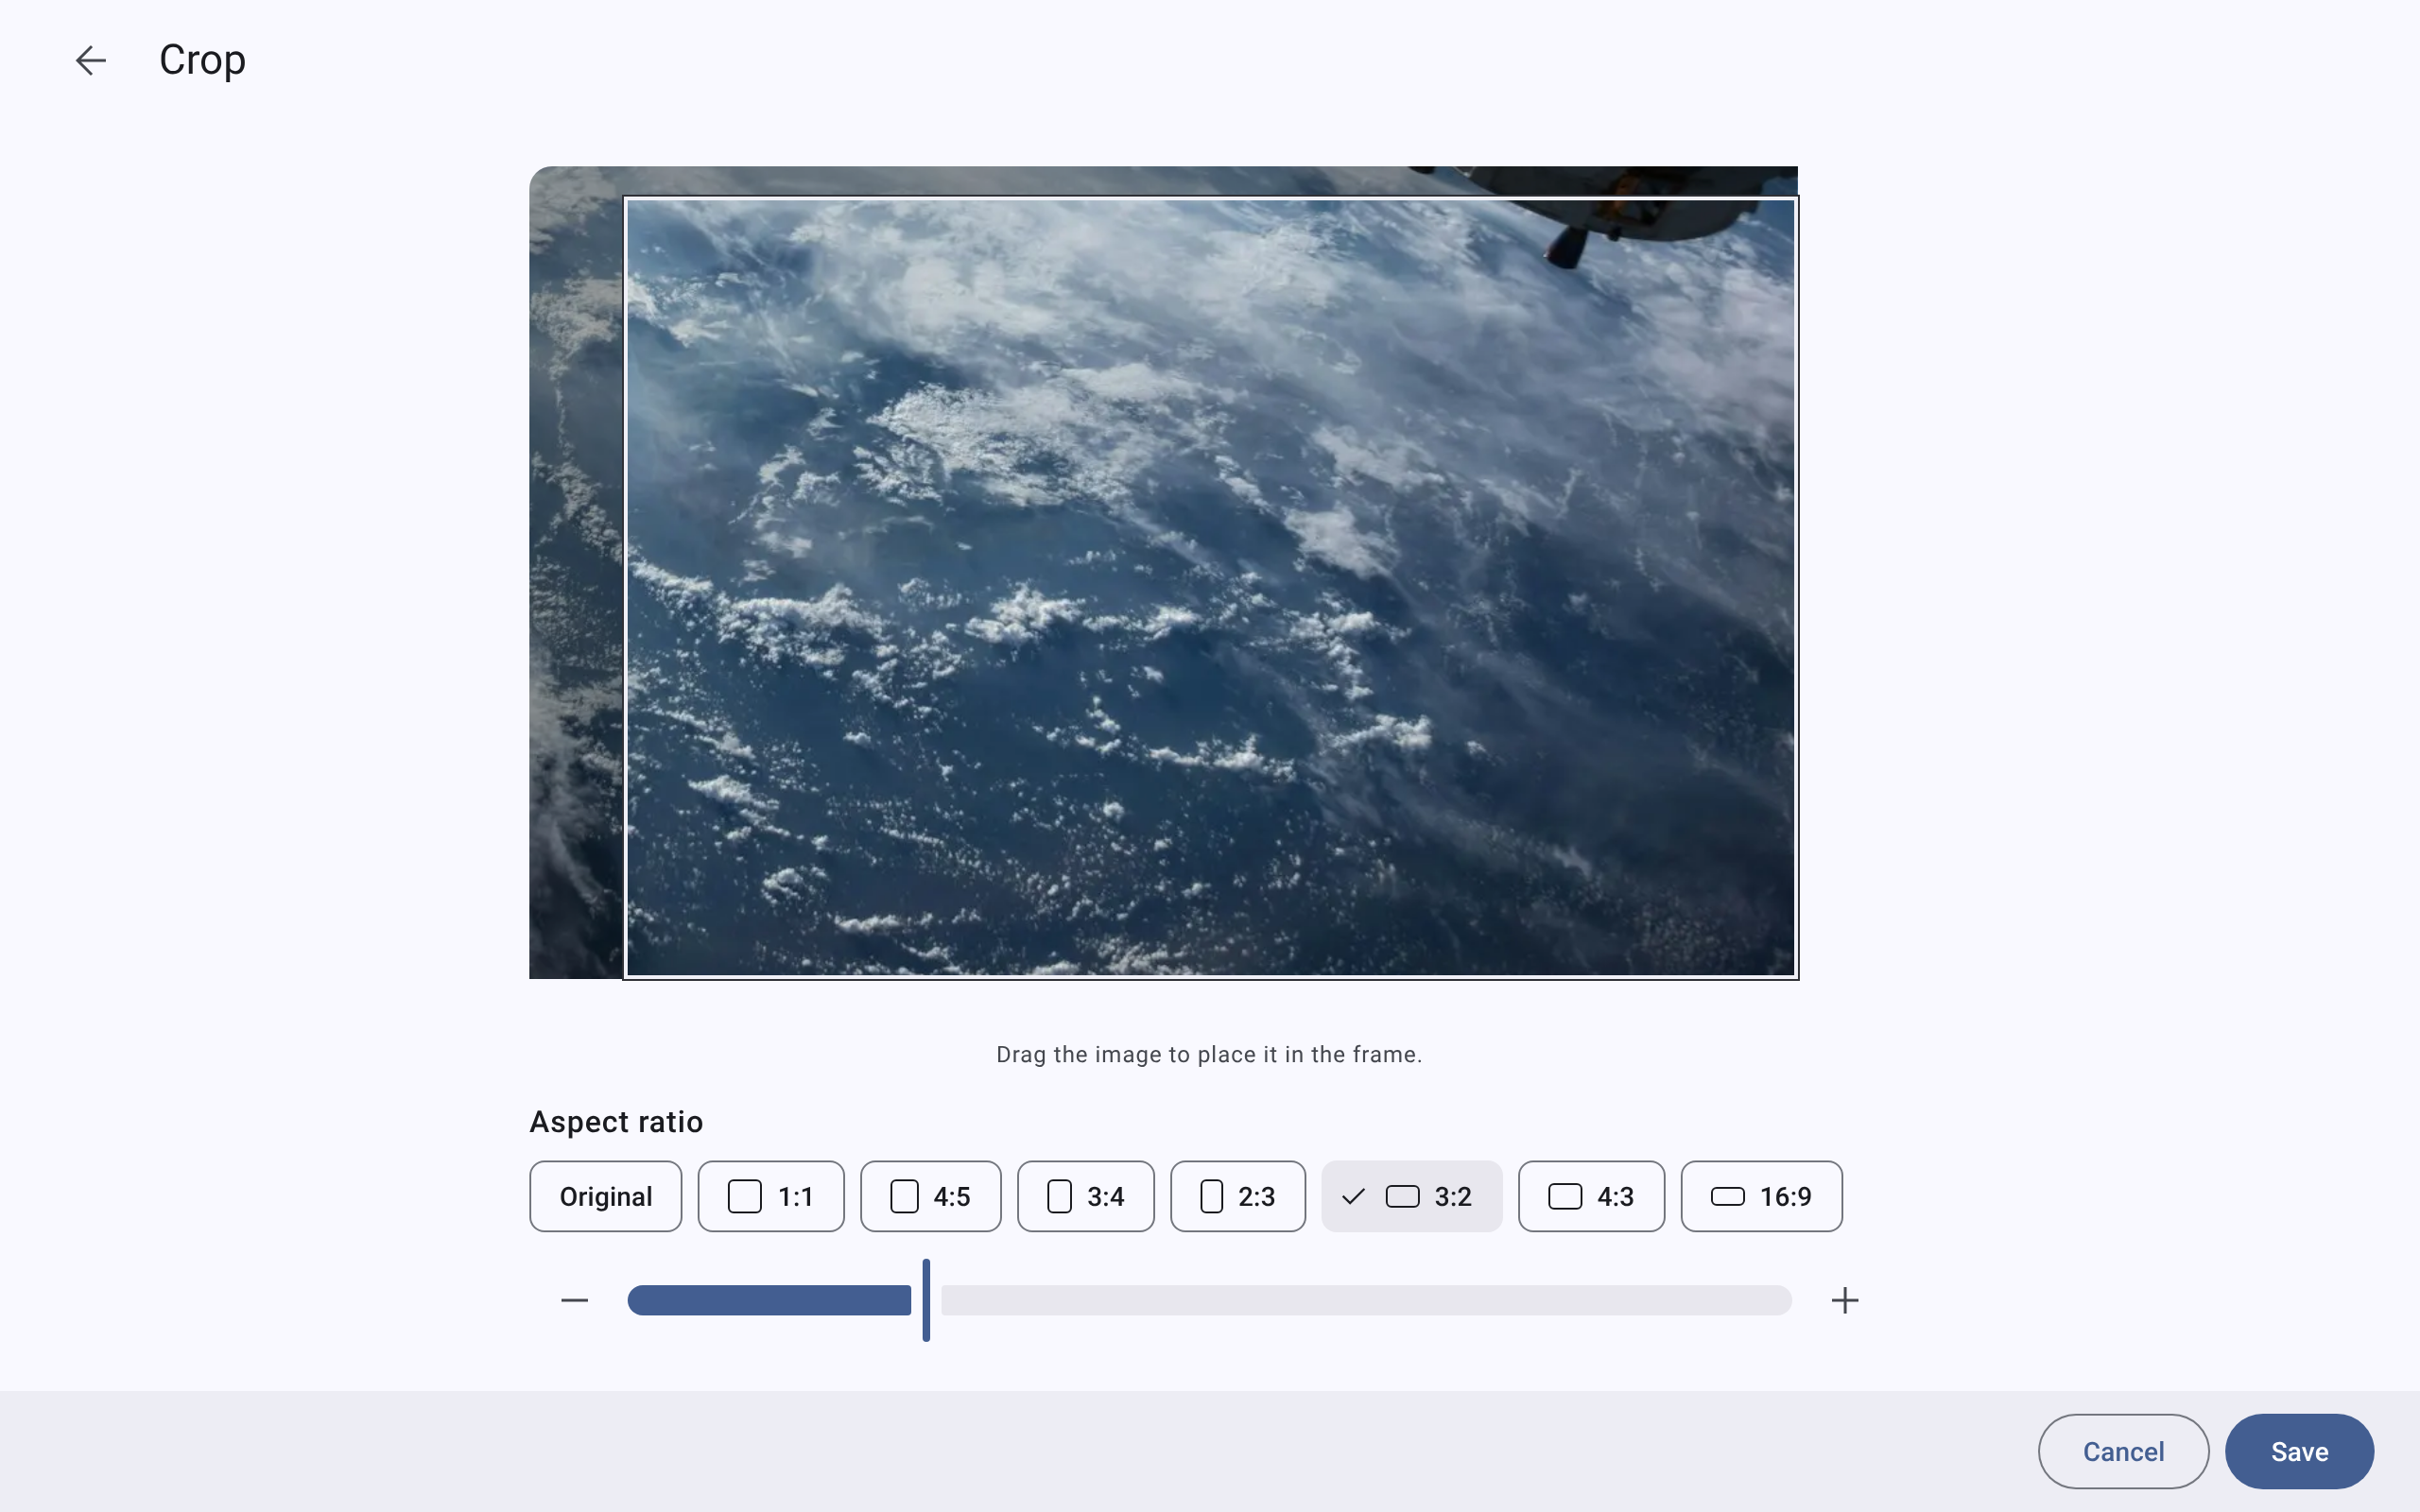 Crop
Drag the image to place it in the frame.
Aspect ratio
Original 1:1 4:5 3:4 2:3 3:2 4:3 16:9
Cancel Save